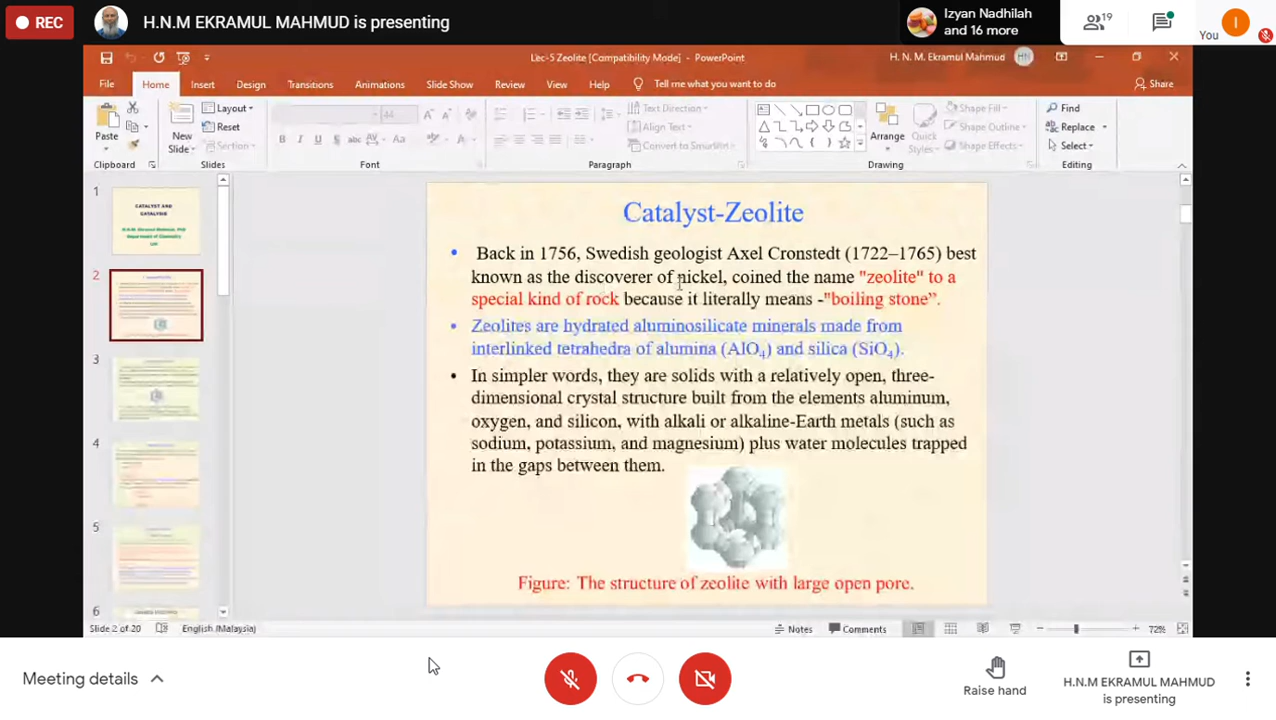 REC
H.N.M EKRAMUL MAHMUD is presenting
Izyan Nadhilah
and 16 more
19
You
I
Lec-5 Zeolite [Compatibility Mode] - PowerPoint
H. N. M. Ekramul Mahmud
HN
File Home Insert Design Transitions Animations Slide Show Review View Help Tell me what you want to do
Share
Paste
New
Slide
Layout
Reset
Section
44
B I U S abc AV Aa
A A
Text Direction
Align Text
Convert to SmartArt
Arrange
Quick
Styles
Shape Fill
Shape Outline
Shape Effects
Find
Replace
Select
Clipboard
Slides
Font
Paragraph
Drawing
Editing
1
CATALYST AND
CATALYSIS
2
3
4
5
6
Catalyst-Zeolite
• Back in 1756, Swedish geologist Axel Cronstedt (1722–1765) best
known as the discoverer of nickel, coined the name "zeolite" to a
special kind of rock because it literally means -"boiling stone”.
• Zeolites are hydrated aluminosilicate minerals made from
interlinked tetrahedra of alumina (AlO₄) and silica (SiO₄).
• In simpler words, they are solids with a relatively open, three-
dimensional crystal structure built from the elements aluminum,
oxygen, and silicon, with alkali or alkaline-Earth metals (such as
sodium, potassium, and magnesium) plus water molecules trapped
in the gaps between them.
Figure: The structure of zeolite with large open pore.
Slide 2 of 20
English (Malaysia)
Notes
Comments
72%
Meeting details
Raise hand
H.N.M EKRAMUL MAHMUD
is presenting